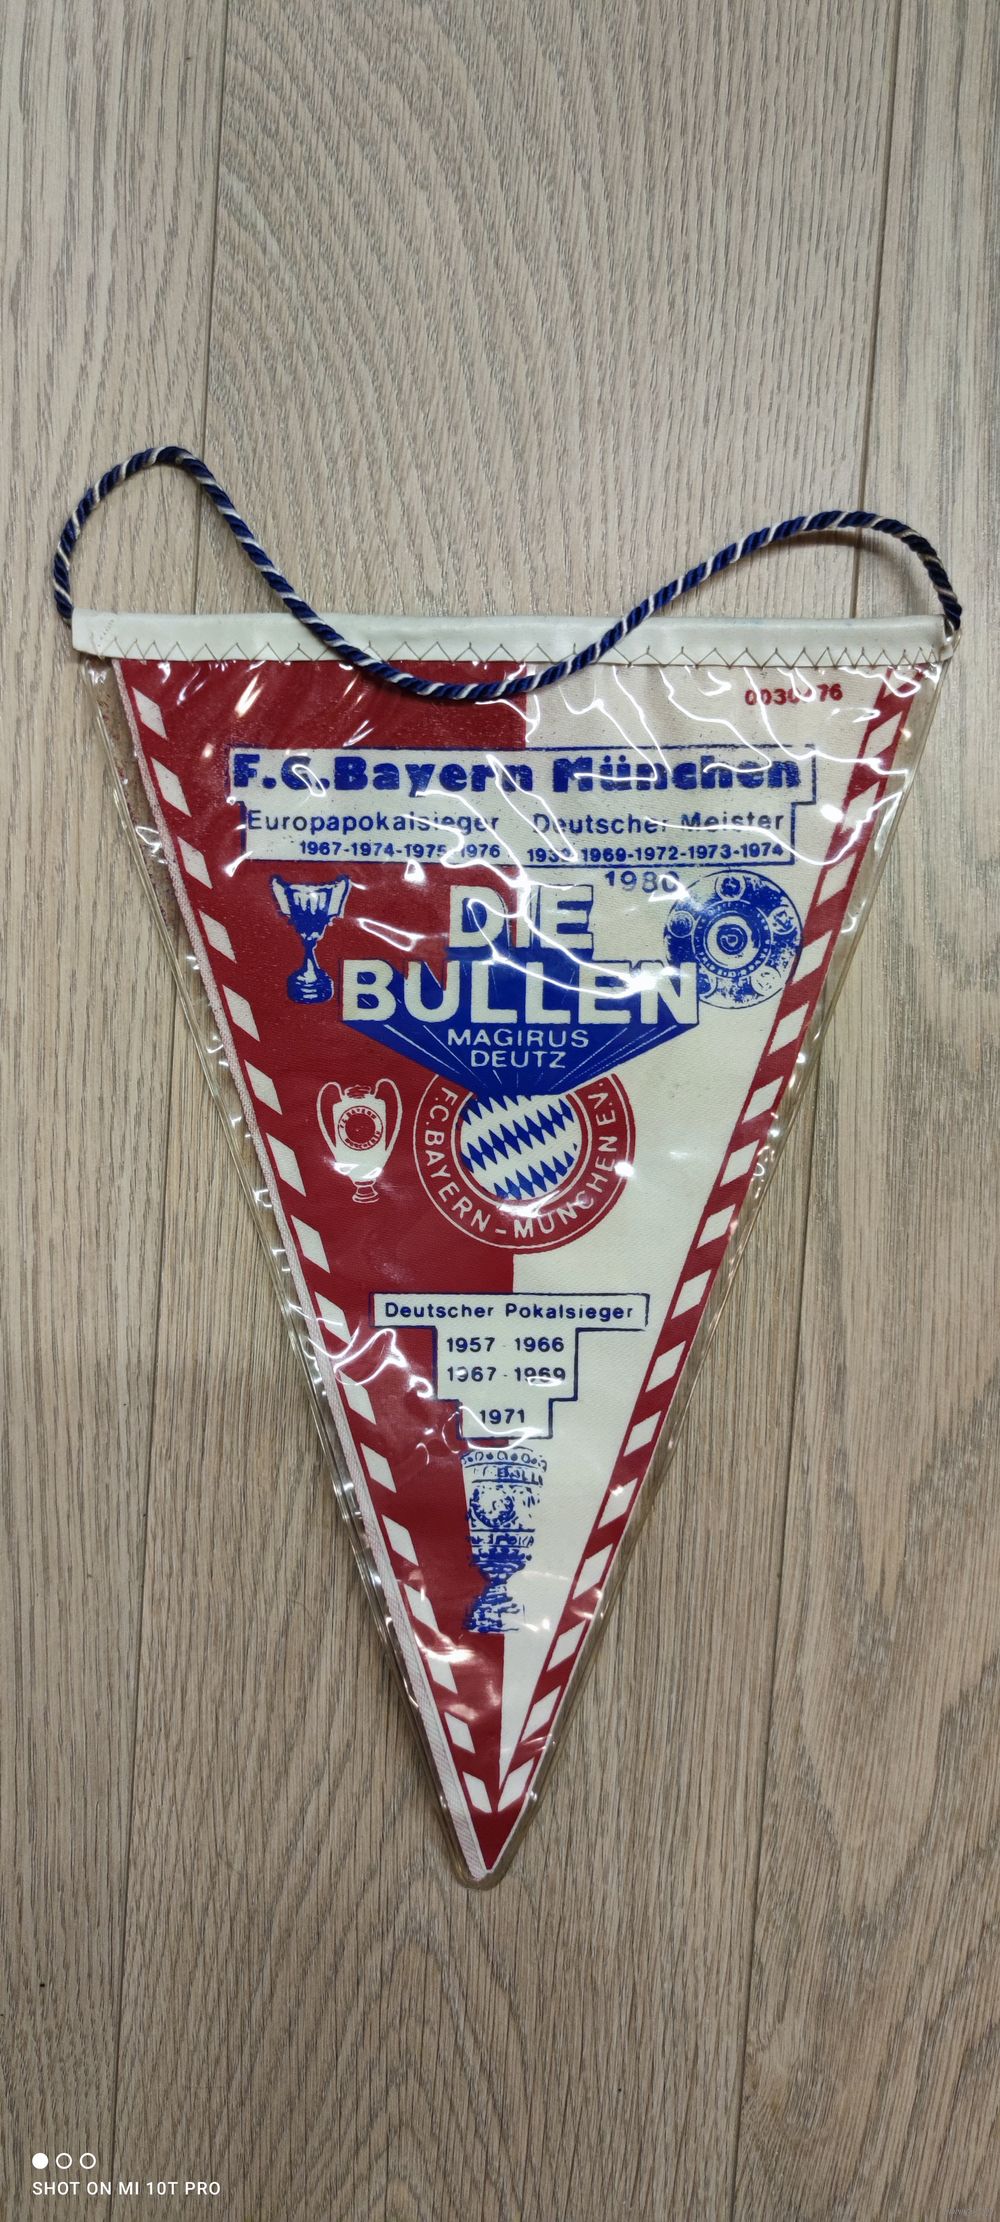 F.C.Bayern München
Europapokalsieger
1967-1974-1975-1976
Deutscher Meister
1969-1972-1973-1974
1980
DIE
BULLEN
MAGIRUS
DEUTZ
F.C.BAYERN-MÜNCHEN E.V.
Deutscher Pokalsieger
1957 - 1966
1967 - 1969
1971
SHOT ON MI 10T PRO